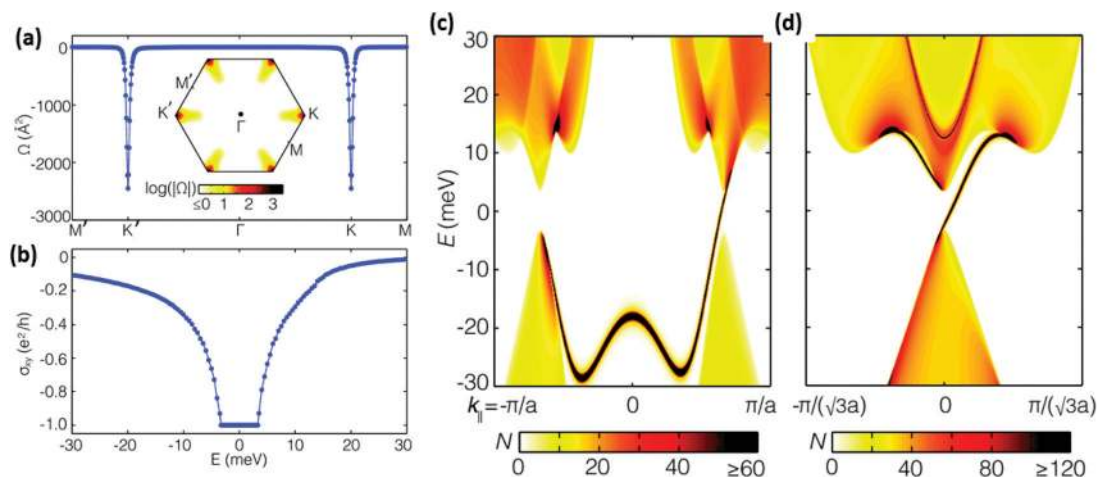 (a)
0
-1000
-2000
-3000
Ω (Å²)
M′
K′
Γ
K
M
log(|Ω|)
≤0 1 2 3
M′ K′ Γ K M
(b)
0
-0.2
-0.4
-0.6
-0.8
-1.0
σxy (e²/h)
-30 -20 -10 0 10 20 30
E (meV)
(c)
30
20
10
0
-10
-20
-30
E (meV)
k||=-π/a 0 π/a
N
0 20 40 ≥60
(d)
-π/(√3a) 0 π/(√3a)
N
0 40 80 ≥120